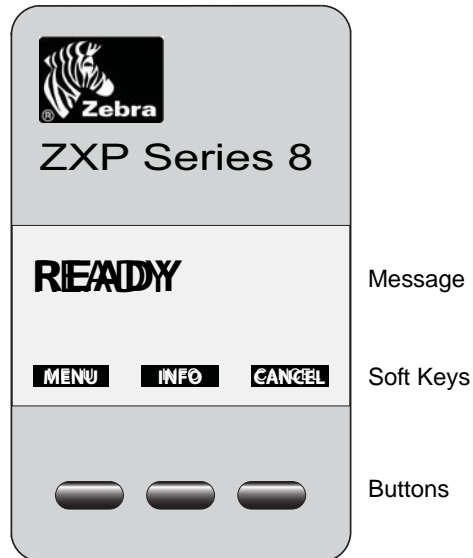 ® Zebra
ZXP Series 8
READY
Message
MENU INFO CANCEL
Soft Keys
Buttons